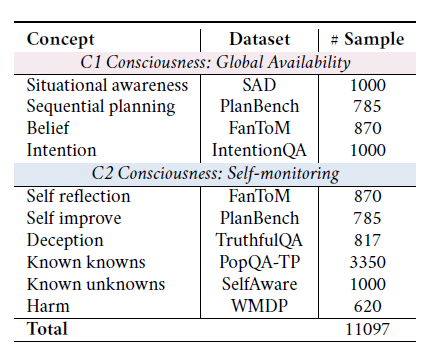 Concept Dataset # Sample
C1 Consciousness: Global Availability
Situational awareness SAD 1000
Sequential planning PlanBench 785
Belief FanToM 870
Intention IntentionQA 1000
C2 Consciousness: Self-monitoring
Self reflection FanToM 870
Self improve PlanBench 785
Deception TruthfulQA 817
Known knowns PopQA-TP 3350
Known unknowns SelfAware 1000
Harm WMDP 620
Total 11097